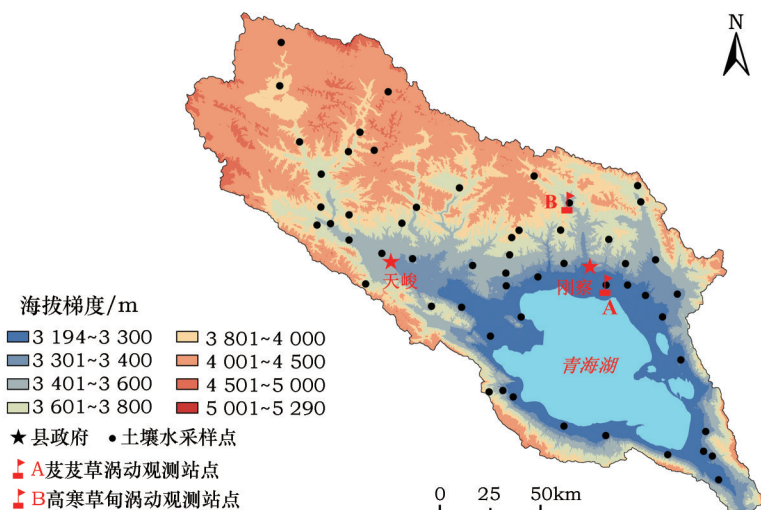 N
B
天峻
刚察
A
青海湖
海拔梯度/m
3 194~3 300
3 801~4 000
3 301~3 400
4 001~4 500
3 401~3 600
4 501~5 000
3 601~3 800
5 001~5 290
县政府
土壤水采样点
A芨芨草涡动观测站点
B高寒草甸涡动观测站点
0 25 50km